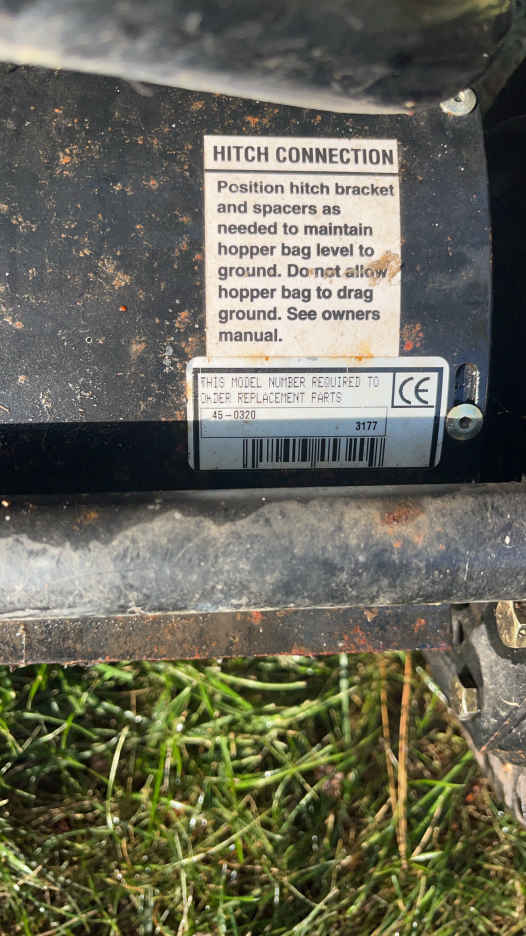 HITCH CONNECTION
Position hitch bracket
and spacers as
needed to maintain
hopper bag level to
ground. Do not allow
hopper bag to drag
ground. See owners
manual.
THIS MODEL NUMBER REQUIRED TO
ORDER REPLACEMENT PARTS
CE
45-0320
3177